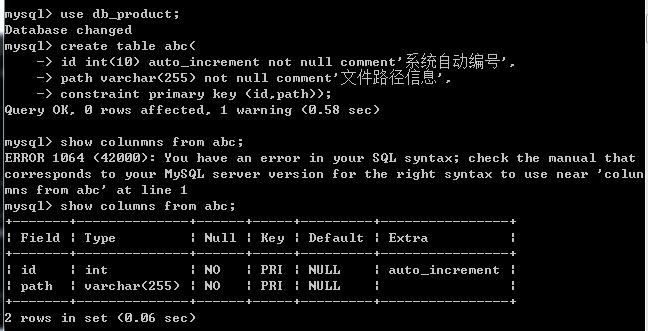 mysql> use db_product;
Database changed
mysql> create table abc(
    -> id int(10) auto_increment not null comment'系统自动编号',
    -> path varchar(255) not null comment'文件路径信息',
    -> constraint primary key (id,path));
Query OK, 0 rows affected, 1 warning (0.58 sec)

mysql> show colunmns from abc;
ERROR 1064 (42000): You have an error in your SQL syntax; check the manual that
corresponds to your MySQL server version for the right syntax to use near 'colun
mns from abc' at line 1
mysql> show columns from abc;
+-------+--------------+------+-----+---------+----------------+
| Field | Type         | Null | Key | Default | Extra          |
+-------+--------------+------+-----+---------+----------------+
| id    | int          | NO   | PRI | NULL    | auto_increment |
| path  | varchar(255) | NO   | PRI | NULL    |                |
+-------+--------------+------+-----+---------+----------------+
2 rows in set (0.06 sec)